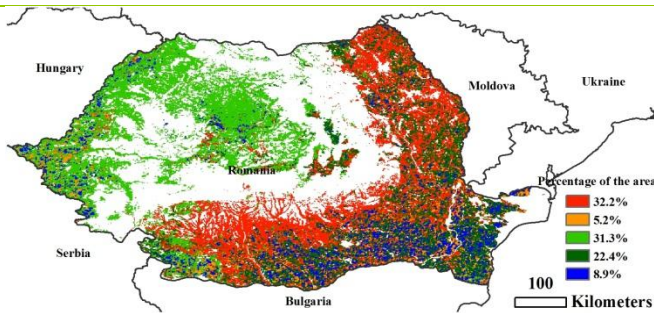 Hungary
Moldova
Ukraine
Romania
Percentage of the area
32.2%
5.2%
31.3%
22.4%
8.9%
Serbia
Bulgaria
100
Kilometers